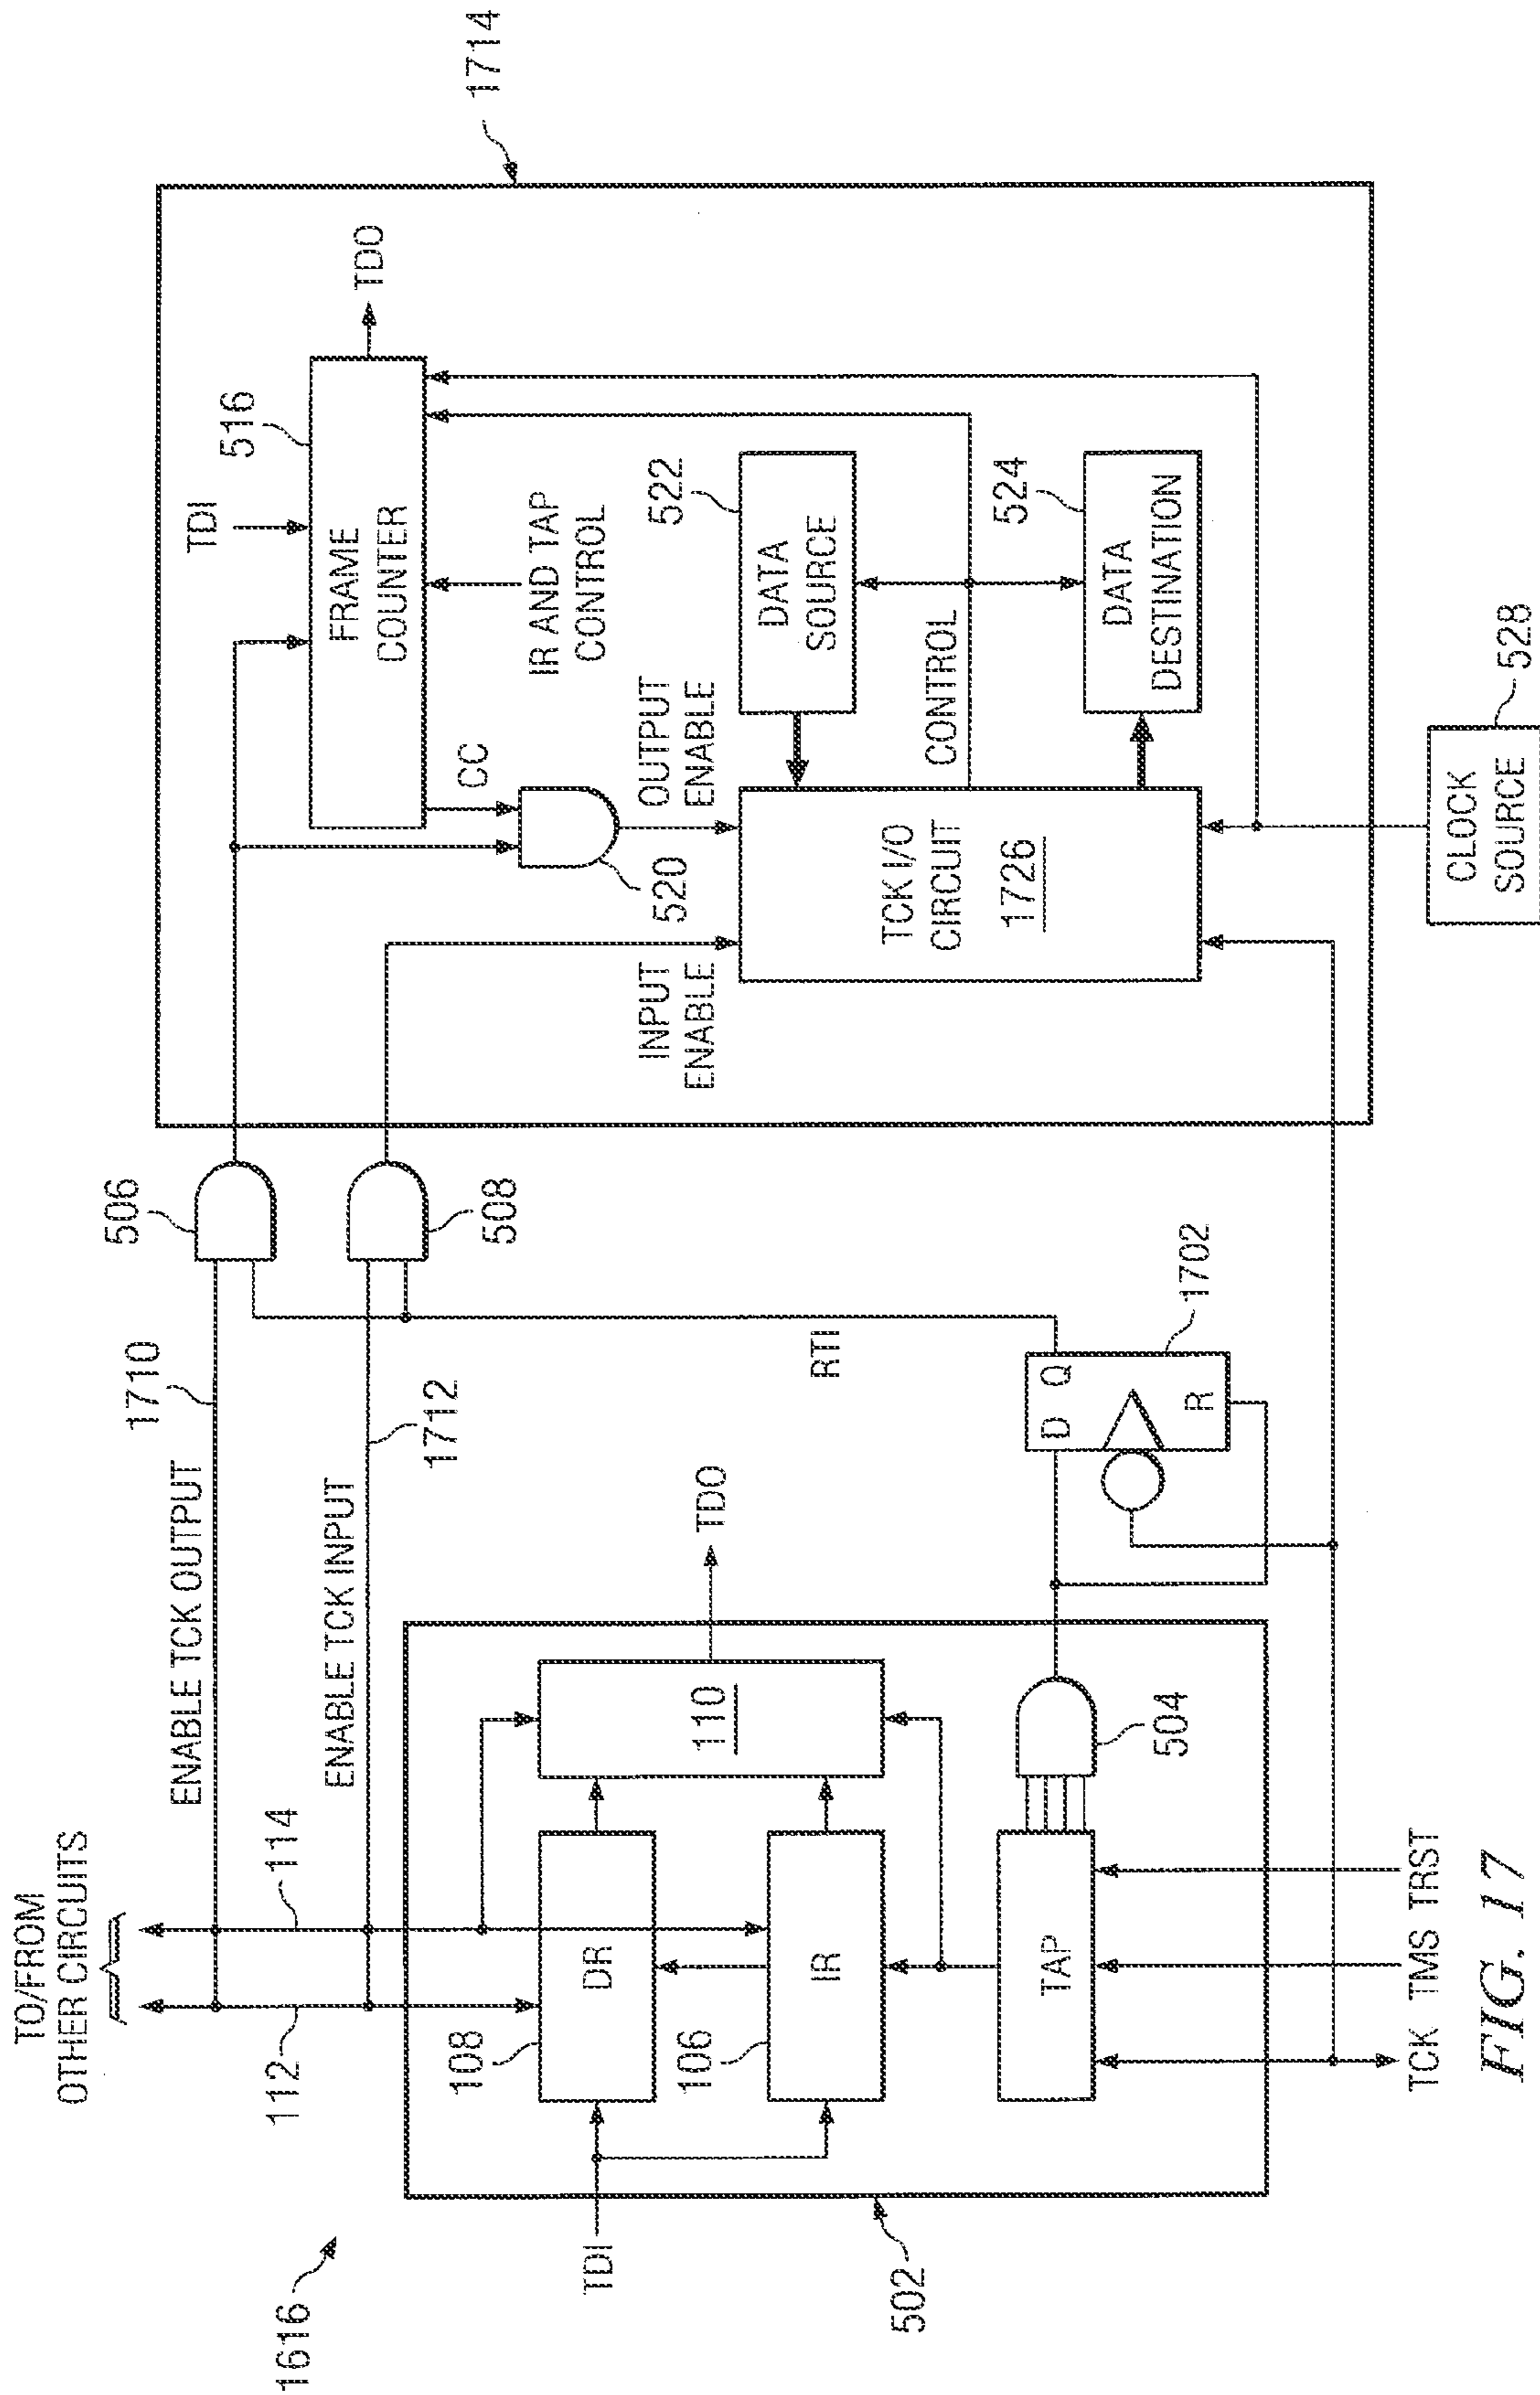 1616
TO/FROM
OTHER CIRCUITS
112
114
ENABLE TCK OUTPUT
1710
506
ENABLE TCK INPUT
1712
508
1714
TDI
516
FRAME
COUNTER
TDO
CC
IR AND TAP
CONTROL
520
INPUT
ENABLE
OUTPUT
ENABLE
522
DATA
SOURCE
TCK I/O
CIRCUIT
1726
CONTROL
524
DATA
DESTINATION
CLOCK
SOURCE
528
TDI
108
DR
106
IR
110
TDO
TAP
504
502
RTI
D
Q
R
1702
TCK
TMS
TRST
FIG. 17